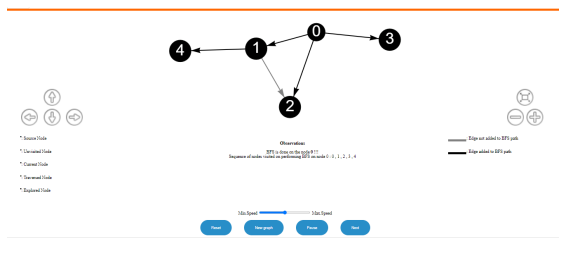 0
3
1
4
2
Observation:
BFS is done on the node 0 !!!
Sequence of nodes visited on performing BFS on node 0 : 0 , 1 , 2 , 3 , 4
*: Source Node
*: Unvisited Node
*: Current Node
*: Traversed Node
*: Explored Node
Edge not added to BFS path
Edge added to BFS path
Min.Speed Max.Speed
Reset New graph Pause Next